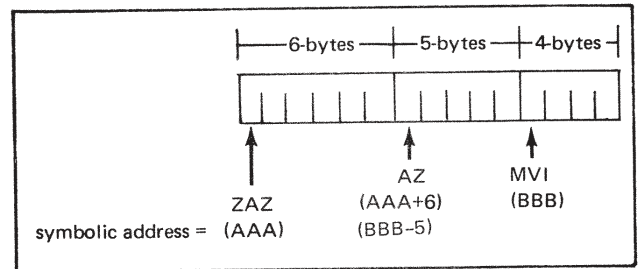 6-bytes 5-bytes 4-bytes
ZAZ AZ MVI
symbolic address = (AAA) (AAA+6) (BBB)
(BBB–5)